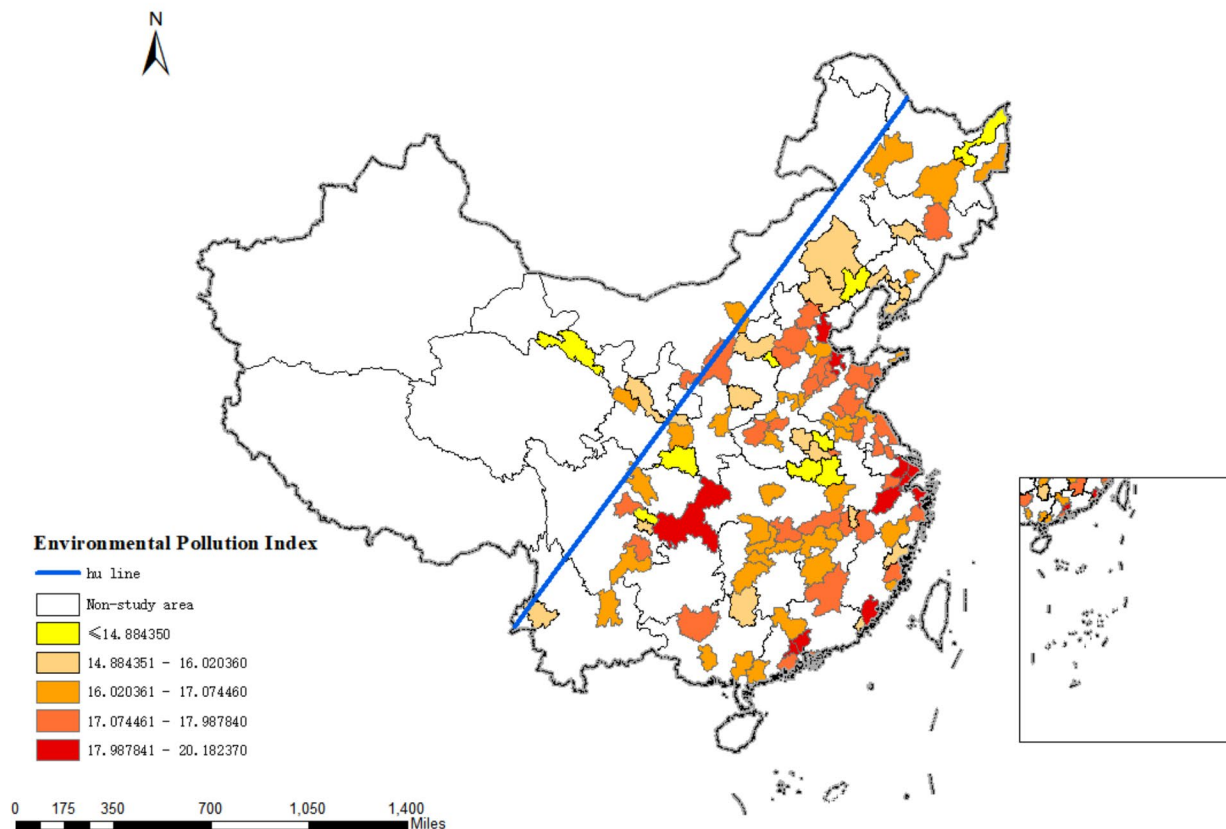 N
Environmental Pollution Index
hu line
Non-study area
≤14.884350
14.884351 - 16.020360
16.020361 - 17.074460
17.074461 - 17.987840
17.987841 - 20.182370
0 175 350 700 1,050 1,400
Miles